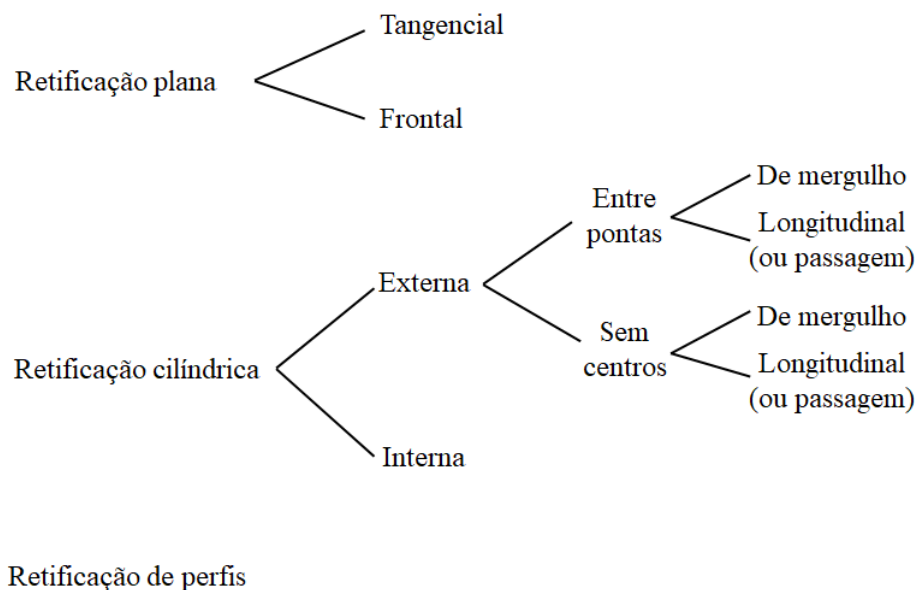 Tangencial
Retificação plana
Frontal
De mergulho
Entre
pontas
Longitudinal
(ou passagem)
Externa
De mergulho
Sem
centros
Longitudinal
(ou passagem)
Retificação cilíndrica
Interna
Retificação de perfis